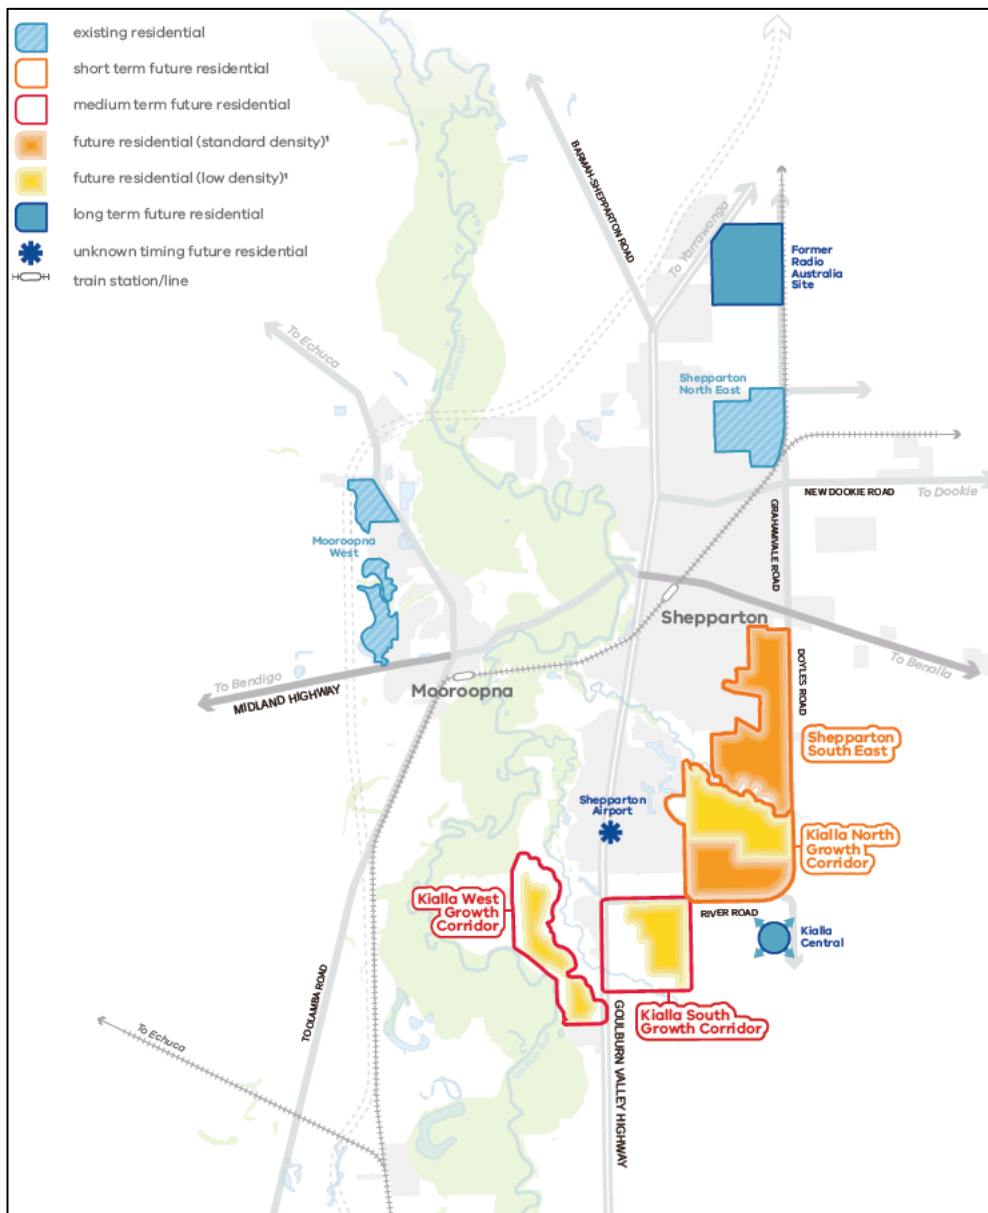 existing residential
short term future residential
medium term future residential
future residential (standard density)¹
future residential (low density)¹
long term future residential
unknown timing future residential
train station/line
BARMAH-SHEPPARTON ROAD
To Yarrawonga
Former
Radio
Australia
Site
To Echuca
Goulburn River
Shepparton
North East
NEW DOOKIE ROAD
To Dookie
GRAHAMVALE ROAD
Mooroopna
West
Shepparton
To Benalla
To Bendigo
MIDLAND HIGHWAY
Mooroopna
DOYLES ROAD
Shepparton
South East
Shepparton
Airport
Kialla North
Growth
Corridor
Kialla West
Growth
Corridor
RIVER ROAD
Kialla
Central
TOOLAMBA ROAD
Kialla South
Growth Corridor
To Echuca
GOULBURN VALLEY HIGHWAY